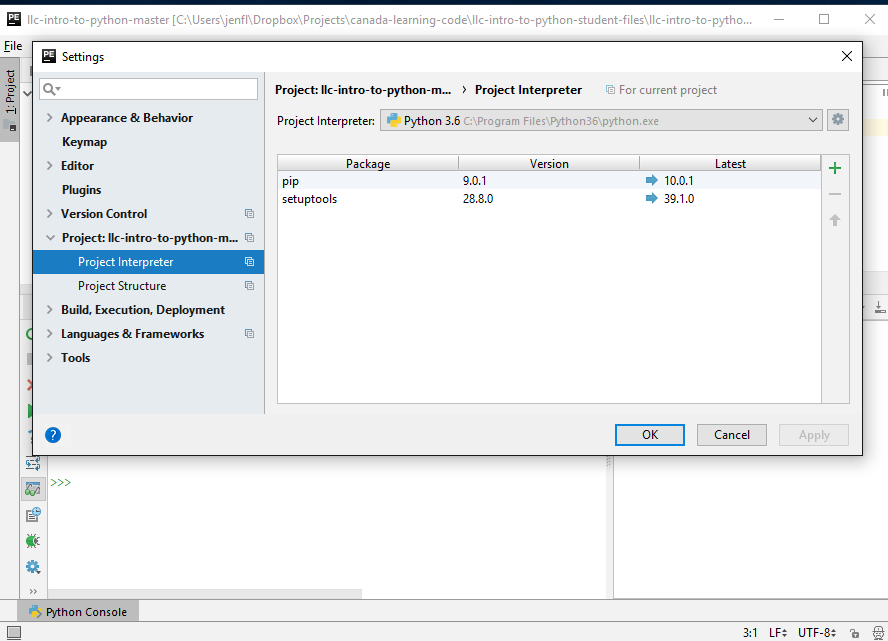 PE llc-intro-to-python-master [C:\Users\jenfl\Dropbox\Projects\canada-learning-code\llc-intro-to-python-student-files\llc-intro-to-pytho...
File
1: Project
PE Settings
Appearance & Behavior
Keymap
Editor
Plugins
Version Control
Project: llc-intro-to-python-m...
Project Interpreter
Project Structure
Build, Execution, Deployment
Languages & Frameworks
Tools
Project: llc-intro-to-python-m... › Project Interpreter For current project
Project Interpreter: Python 3.6 C:\Program Files\Python36\python.exe
Package Version Latest
pip 9.0.1 10.0.1
setuptools 28.8.0 39.1.0
? OK Cancel Apply
>>>
Python Console
3:1 LF UTF-8